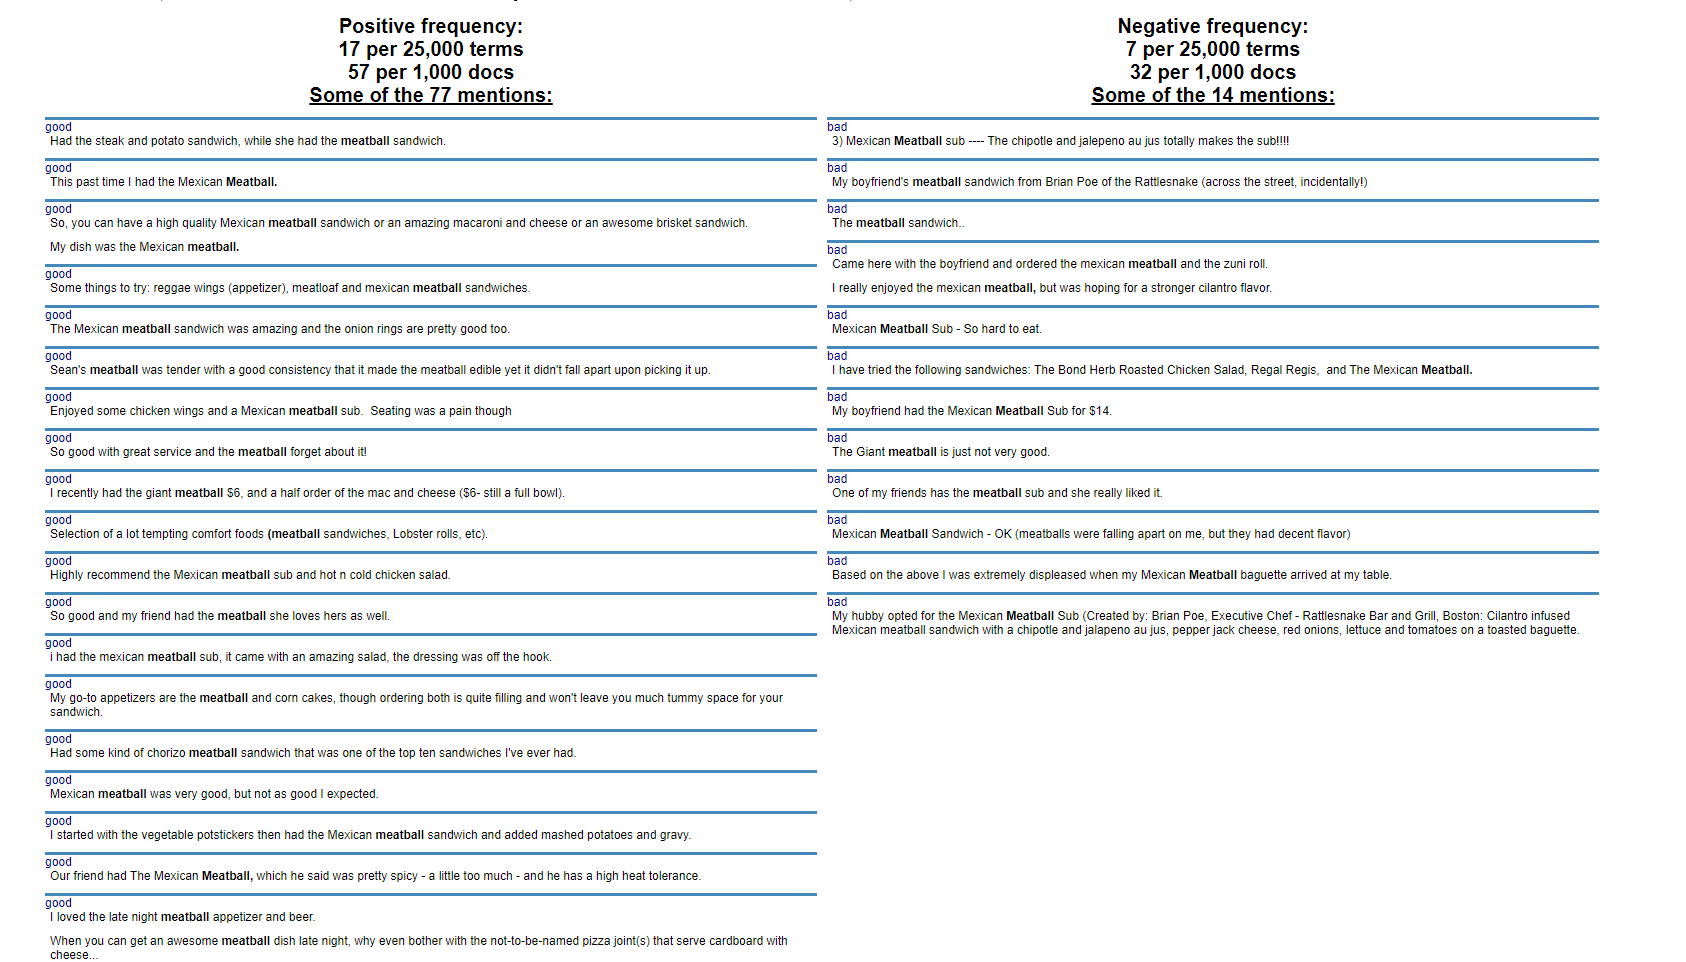 Positive frequency:
17 per 25,000 terms
57 per 1,000 docs
Some of the 77 mentions:
good
Had the steak and potato sandwich, while she had the meatball sandwich.
good
This past time I had the Mexican Meatball.
good
So, you can have a high quality Mexican meatball sandwich or an amazing macaroni and cheese or an awesome brisket sandwich.
My dish was the Mexican meatball.
good
Some things to try: reggae wings (appetizer), meatloaf and mexican meatball sandwiches.
good
The Mexican meatball sandwich was amazing and the onion rings are pretty good too.
good
Sean's meatball was tender with a good consistency that it made the meatball edible yet it didn't fall apart upon picking it up.
good
Enjoyed some chicken wings and a Mexican meatball sub.  Seating was a pain though
good
So good with great service and the meatball forget about it!
good
I recently had the giant meatball $6, and a half order of the mac and cheese ($6- still a full bowl).
good
Selection of a lot tempting comfort foods (meatball sandwiches, Lobster rolls, etc).
good
Highly recommend the Mexican meatball sub and hot n cold chicken salad.
good
So good and my friend had the meatball she loves hers as well.
good
i had the mexican meatball sub, it came with an amazing salad, the dressing was off the hook.
good
My go-to appetizers are the meatball and corn cakes, though ordering both is quite filling and won't leave you much tummy space for your
sandwich.
good
Had some kind of chorizo meatball sandwich that was one of the top ten sandwiches I've ever had.
good
Mexican meatball was very good, but not as good I expected.
good
I started with the vegetable potstickers then had the Mexican meatball sandwich and added mashed potatoes and gravy.
good
Our friend had The Mexican Meatball, which he said was pretty spicy - a little too much - and he has a high heat tolerance.
good
I loved the late night meatball appetizer and beer.
When you can get an awesome meatball dish late night, why even bother with the not-to-be-named pizza joint(s) that serve cardboard with
cheese...
Negative frequency:
7 per 25,000 terms
32 per 1,000 docs
Some of the 14 mentions:
bad
3) Mexican Meatball sub ---- The chipotle and jalepeno au jus totally makes the sub!!!!
bad
My boyfriend's meatball sandwich from Brian Poe of the Rattlesnake (across the street, incidentally!)
bad
The meatball sandwich..
bad
Came here with the boyfriend and ordered the mexican meatball and the zuni roll.
I really enjoyed the mexican meatball, but was hoping for a stronger cilantro flavor.
bad
Mexican Meatball Sub - So hard to eat.
bad
I have tried the following sandwiches: The Bond Herb Roasted Chicken Salad, Regal Regis,  and The Mexican Meatball.
bad
My boyfriend had the Mexican Meatball Sub for $14.
bad
The Giant meatball is just not very good.
bad
One of my friends has the meatball sub and she really liked it.
bad
Mexican Meatball Sandwich - OK (meatballs were falling apart on me, but they had decent flavor)
bad
Based on the above I was extremely displeased when my Mexican Meatball baguette arrived at my table.
bad
My hubby opted for the Mexican Meatball Sub (Created by: Brian Poe, Executive Chef - Rattlesnake Bar and Grill, Boston: Cilantro infused
Mexican meatball sandwich with a chipotle and jalapeno au jus, pepper jack cheese, red onions, lettuce and tomatoes on a toasted baguette.